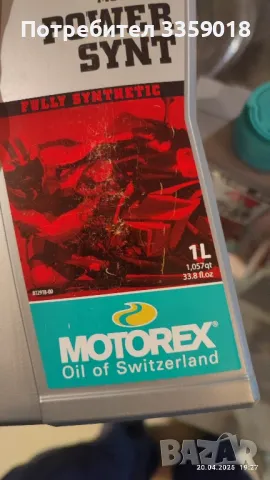 Потребител 3359018
POWER
SYNT
FULLY SYNTHETIC
1L
1,057qt
33.8 fl.oz
MOTOREX®
Oil of Switzerland
BAZAR
20.04.2025 19:27